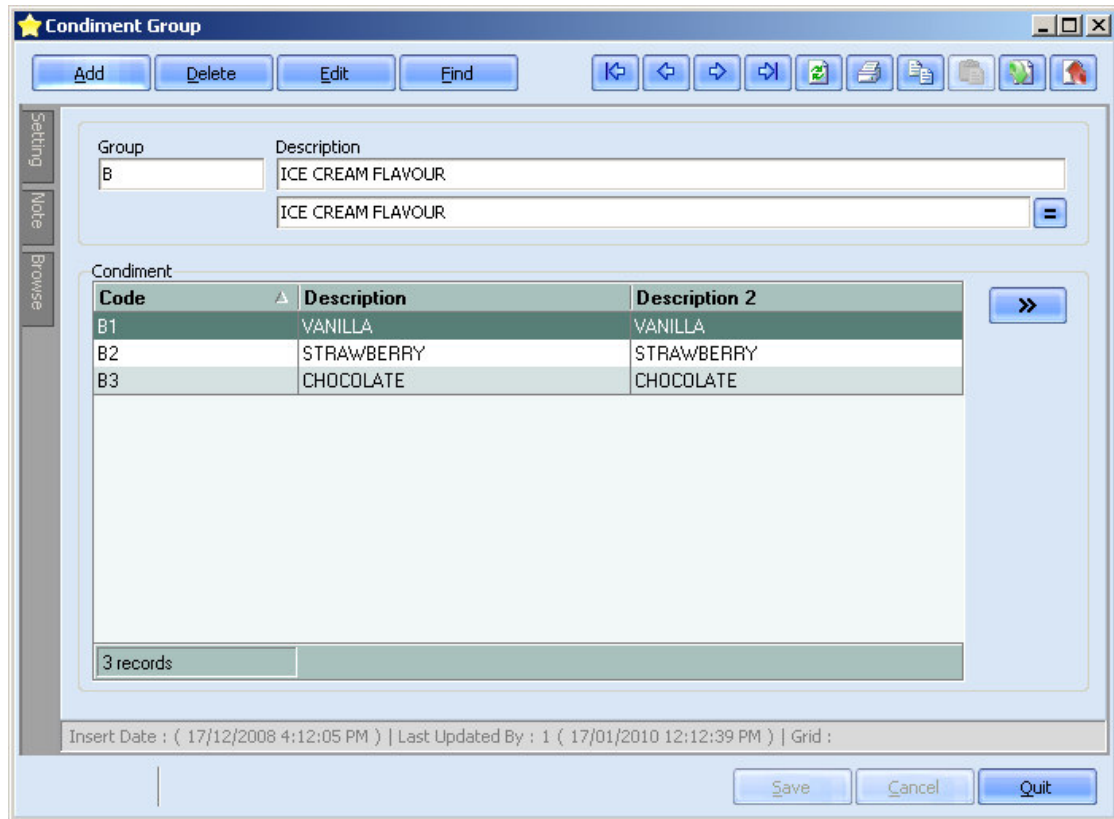 Condiment Group
Add Delete Edit Find
Setting
Note
Browse
Group Description
B ICE CREAM FLAVOUR
ICE CREAM FLAVOUR =
Condiment
Code Description Description 2
B1 VANILLA VANILLA
B2 STRAWBERRY STRAWBERRY
B3 CHOCOLATE CHOCOLATE
3 records
Insert Date : ( 17/12/2008 4:12:05 PM ) | Last Updated By : 1 ( 17/01/2010 12:12:39 PM ) | Grid :
Save Cancel Quit